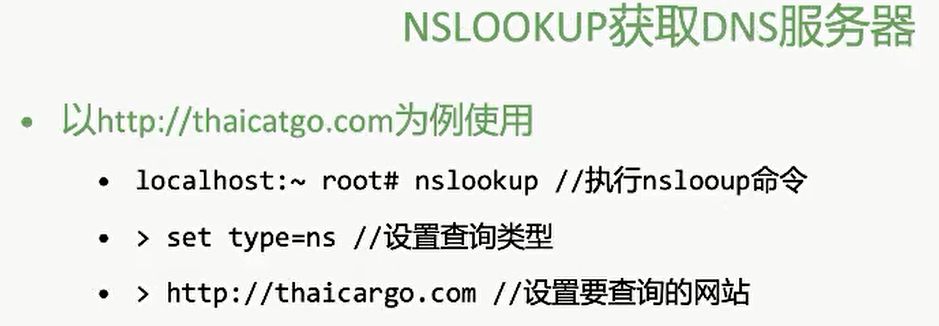 NSLOOKUP获取DNS服务器
• 以http://thaicatgo.com为例使用
• localhost:~ root# nslookup //执行nslooup命令
• > set type=ns //设置查询类型
• > http://thaicargo.com //设置要查询的网站